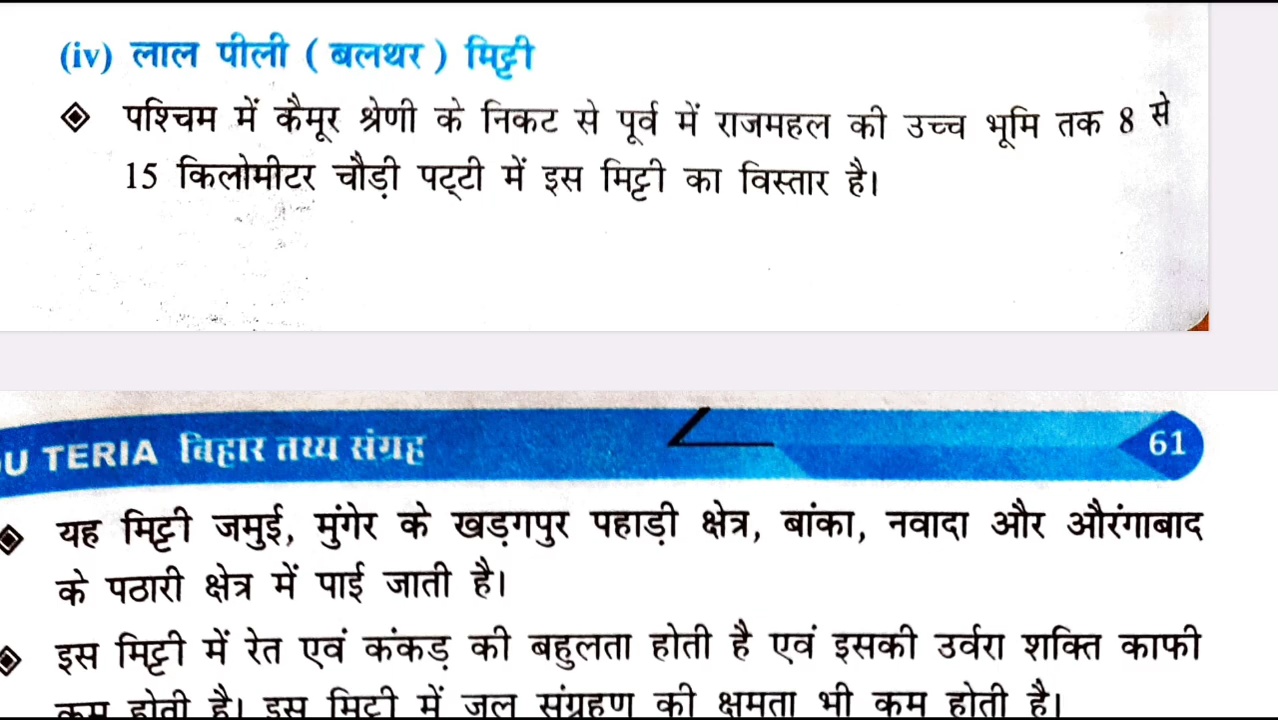 (iv) लाल पीली ( बलथर ) मिट्टी
पश्चिम में कैमूर श्रेणी के निकट से पूर्व में राजमहल की उच्च भूमि तक 8 से
15 किलोमीटर चौड़ी पट्टी में इस मिट्टी का विस्तार है।
U TERIA बिहार तथ्य संग्रह
61
यह मिट्टी जमुई, मुंगेर के खड़गपुर पहाड़ी क्षेत्र, बांका, नवादा और औरंगाबाद
के पठारी क्षेत्र में पाई जाती है।
इस मिट्टी में रेत एवं कंकड़ की बहुलता होती है एवं इसकी उर्वरा शक्ति काफी
कम होती है। इस मिट्टी में जल संग्रहण की क्षमता भी कम होती है।